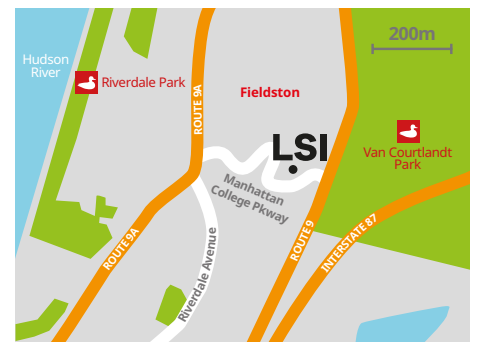 200m
Hudson
River
Riverdale Park
ROUTE 9A
Fieldston
LSI
Van Courtlandt
Park
Manhattan
College Pkwy
ROUTE 9A
Riverdale Avenue
ROUTE 9
INTERSTATE 87